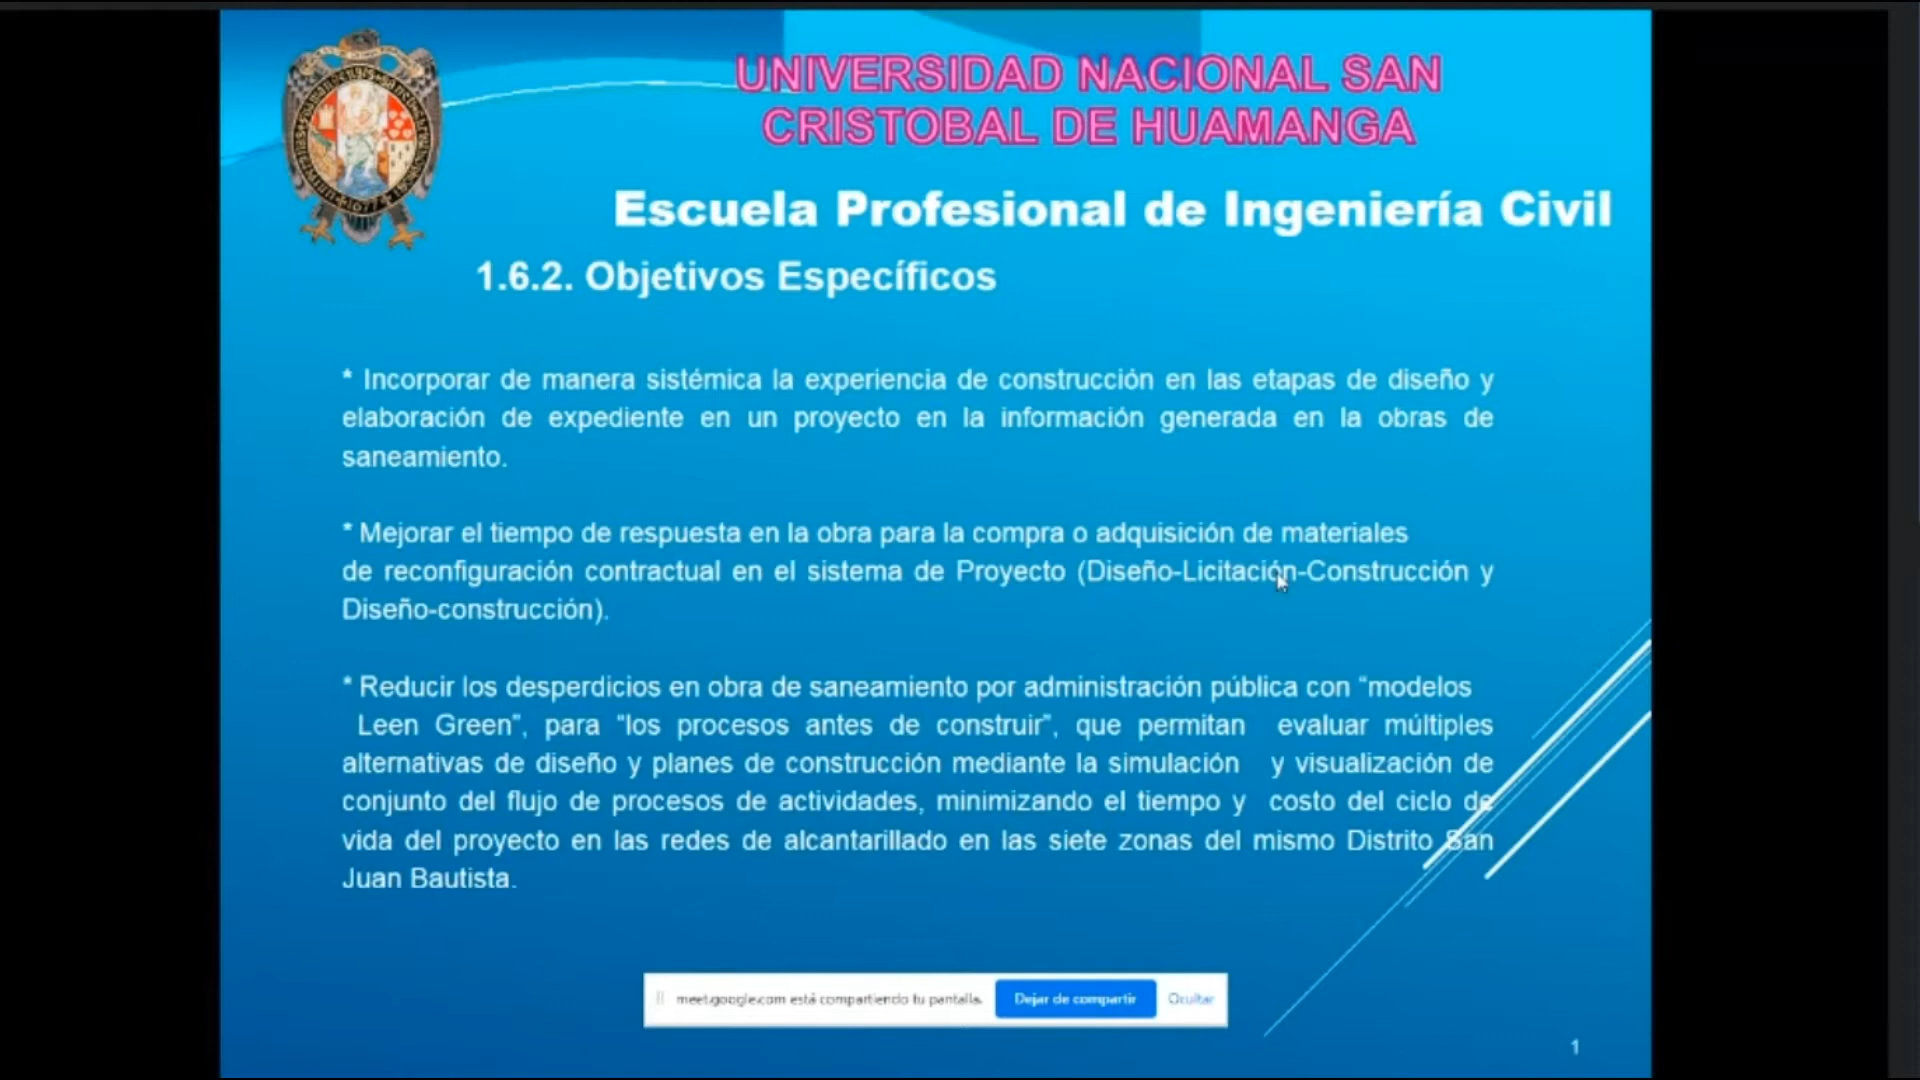 UNIVERSIDAD NACIONAL SAN
CRISTOBAL DE HUAMANGA
Escuela Profesional de Ingeniería Civil
1.6.2. Objetivos Específicos
* Incorporar de manera sistémica la experiencia de construcción en las etapas de diseño y
elaboración de expediente en un proyecto en la información generada en la obras de
saneamiento.
* Mejorar el tiempo de respuesta en la obra para la compra o adquisición de materiales
de reconfiguración contractual en el sistema de Proyecto (Diseño-Licitación-Construcción y
Diseño-construcción).
* Reducir los desperdicios en obra de saneamiento por administración pública con “modelos
Leen Green”, para “los procesos antes de construir”, que permitan evaluar múltiples
alternativas de diseño y planes de construcción mediante la simulación y visualización de
conjunto del flujo de procesos de actividades, minimizando el tiempo y costo del ciclo de
vida del proyecto en las redes de alcantarillado en las siete zonas del mismo Distrito San
Juan Bautista.
meet.google.com está compartiendo tu pantalla. Dejar de compartir Ocultar
1